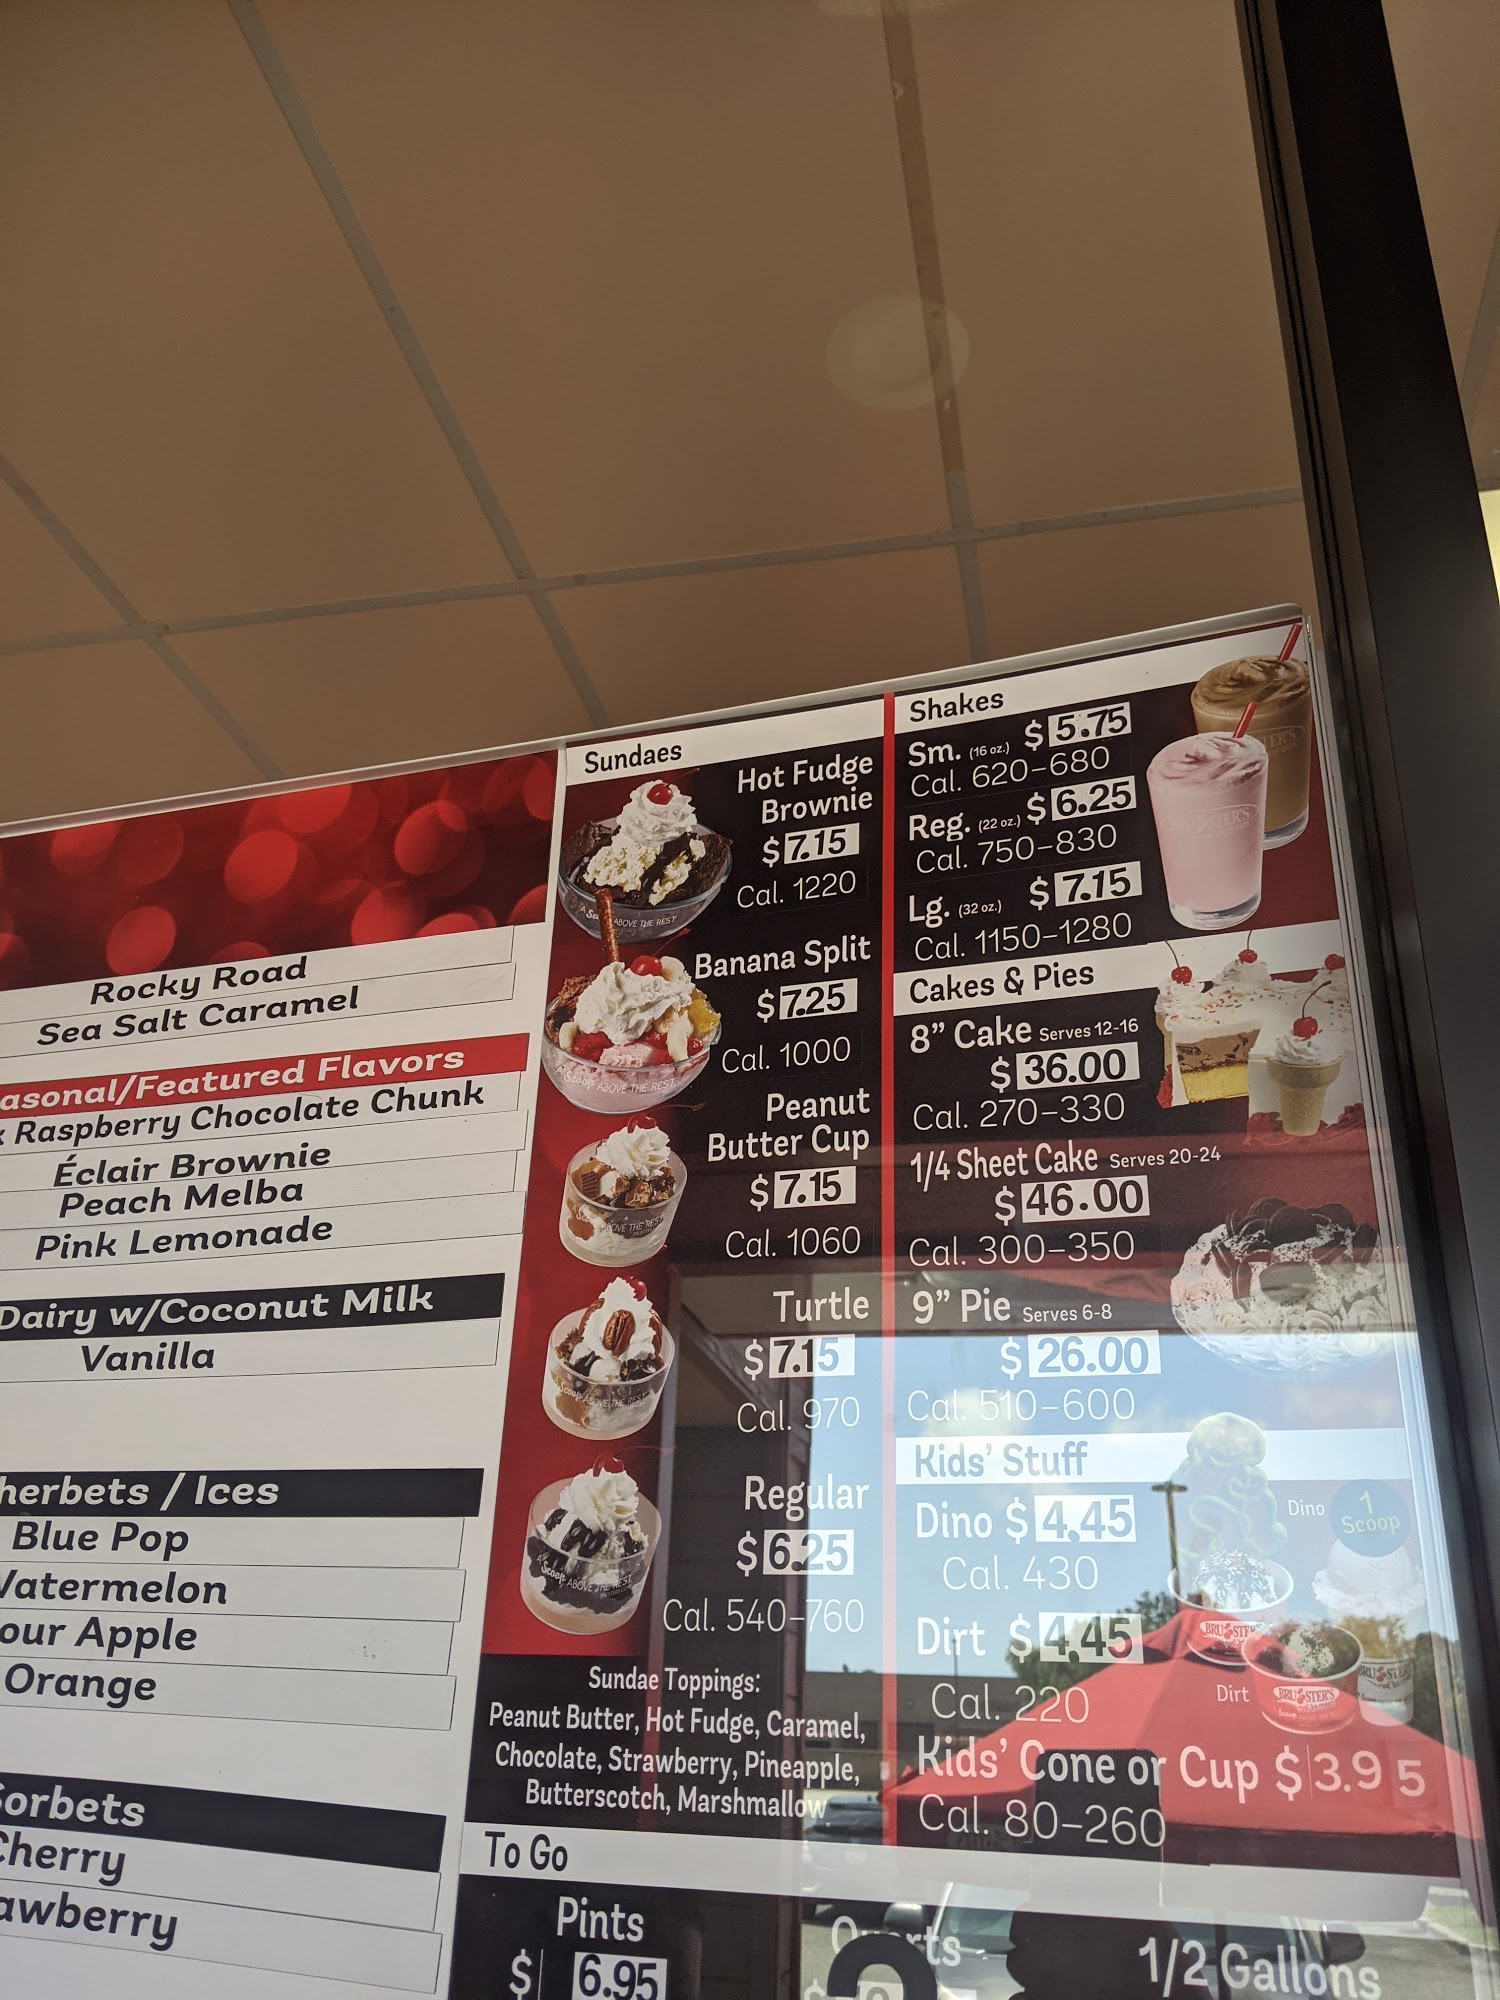 Rocky Road
Sea Salt Caramel
asonal/Featured Flavors
Raspberry Chocolate Chunk
Éclair Brownie
Peach Melba
Pink Lemonade
Dairy w/Coconut Milk
Vanilla
herbets / Ices
Blue Pop
Watermelon
our Apple
Orange
Sorbets
Cherry
awberry
Sundaes
Hot Fudge
Brownie
$ 7.15
Cal. 1220
Banana Split
$ 7.25
Cal. 1000
Peanut
Butter Cup
$ 7.15
Cal. 1060
Turtle
$ 7.15
Cal. 970
Regular
$ 6.25
Cal. 540-760
Sundae Toppings:
Peanut Butter, Hot Fudge, Caramel,
Chocolate, Strawberry, Pineapple,
Butterscotch, Marshmallow
Shakes
Sm. (16 oz.) $ 5.75
Cal. 620-680
Reg. (22 oz.) $ 6.25
Cal. 750-830
Lg. (32 oz.) $ 7.15
Cal. 1150-1280
Cakes & Pies
8” Cake Serves 12-16
$ 36.00
Cal. 270-330
1/4 Sheet Cake Serves 20-24
$ 46.00
Cal. 300-350
9” Pie Serves 6-8
$ 26.00
Cal. 510-600
Kids’ Stuff
Dino $ 4.45
Cal. 430
Dirt $ 4.45
Cal. 220
Kids’ Cone or Cup $ 3.95
Cal. 80-260
Dino
1
Scoop
Dirt
BRUSTER'S
To Go
Pints
$ 6.95
Quarts
1/2 Gallons